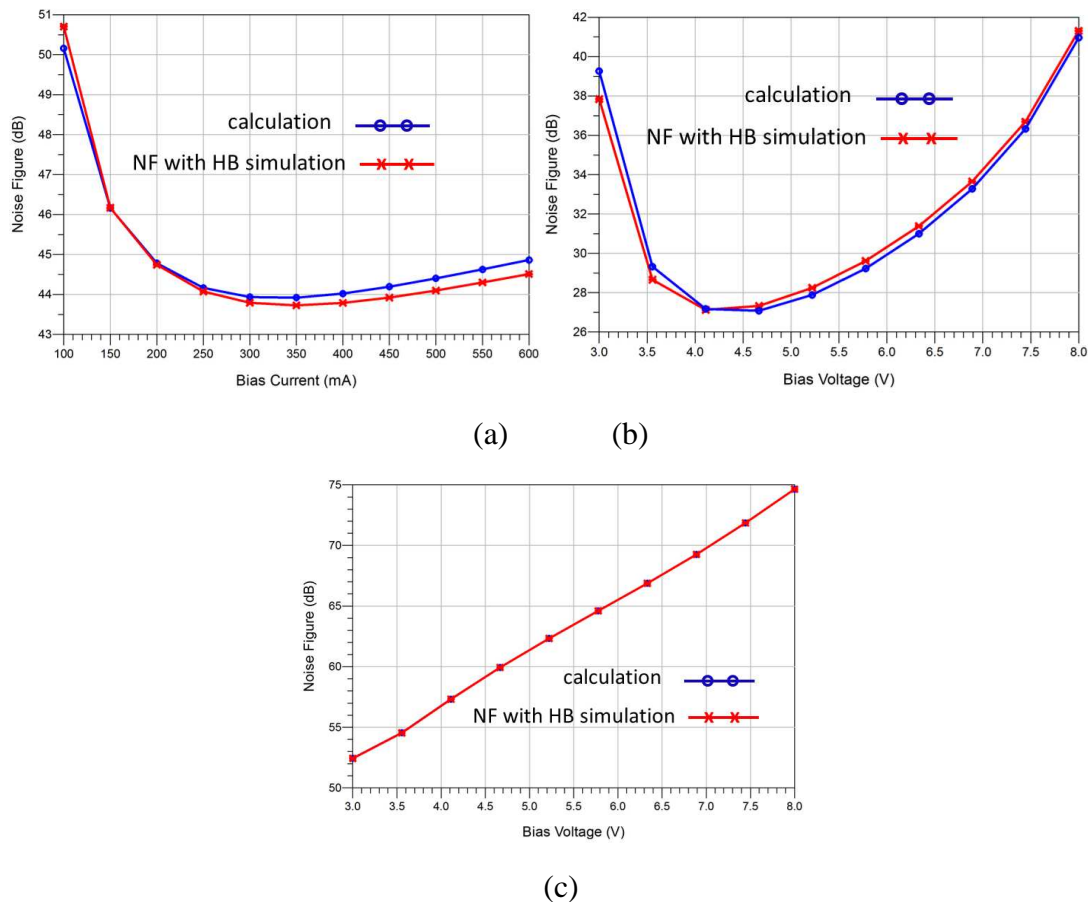 51
50
49
48
47
46
45
44
43
Noise Figure (dB)
calculation
NF with HB simulation
100 150 200 250 300 350 400 450 500 550 600
Bias Current (mA)
(a)
42
40
38
36
34
32
30
28
26
Noise Figure (dB)
calculation
NF with HB simulation
3.0 3.5 4.0 4.5 5.0 5.5 6.0 6.5 7.0 7.5 8.0
Bias Voltage (V)
(b)
75
70
65
60
55
50
Noise Figure (dB)
calculation
NF with HB simulation
3.0 3.5 4.0 4.5 5.0 5.5 6.0 6.5 7.0 7.5 8.0
Bias Voltage (V)
(c)